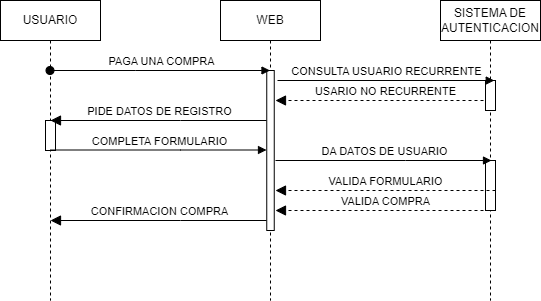 USUARIO
WEB
SISTEMA DE
AUTENTICACION
PAGA UNA COMPRA
CONSULTA USUARIO RECURRENTE
USARIO NO RECURRENTE
PIDE DATOS DE REGISTRO
COMPLETA FORMULARIO
DA DATOS DE USUARIO
VALIDA FORMULARIO
VALIDA COMPRA
CONFIRMACION COMPRA